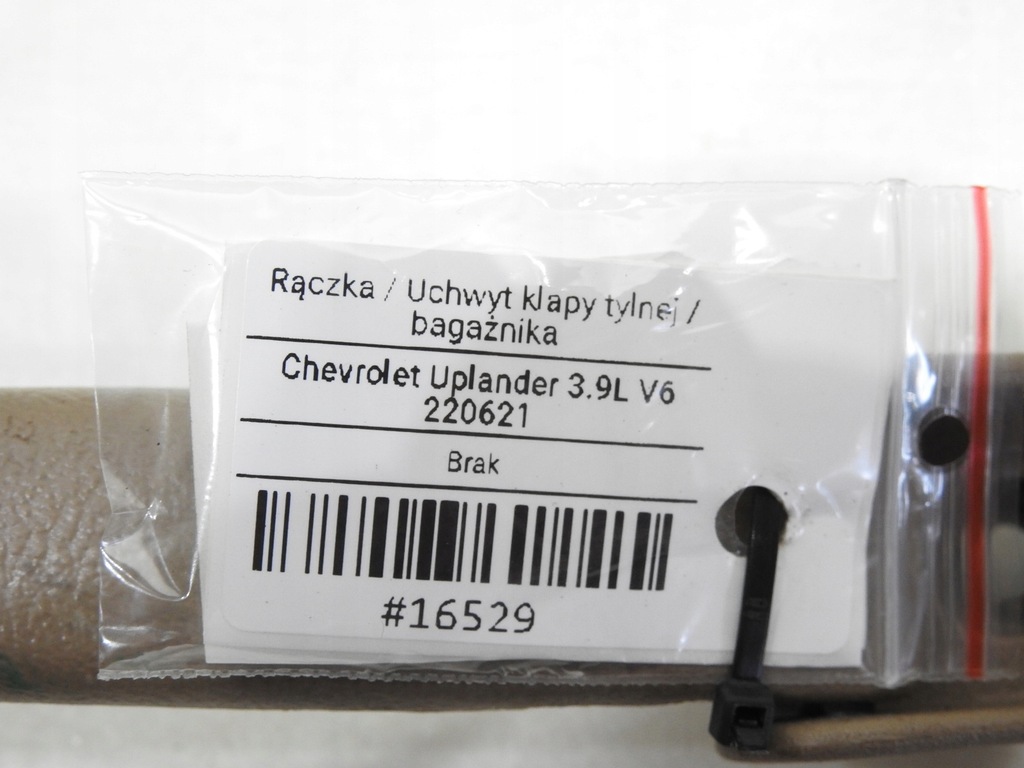 Rączka / Uchwyt klapy tylnej /
bagażnika
Chevrolet Uplander 3.9L V6
220621
Brak
#16529